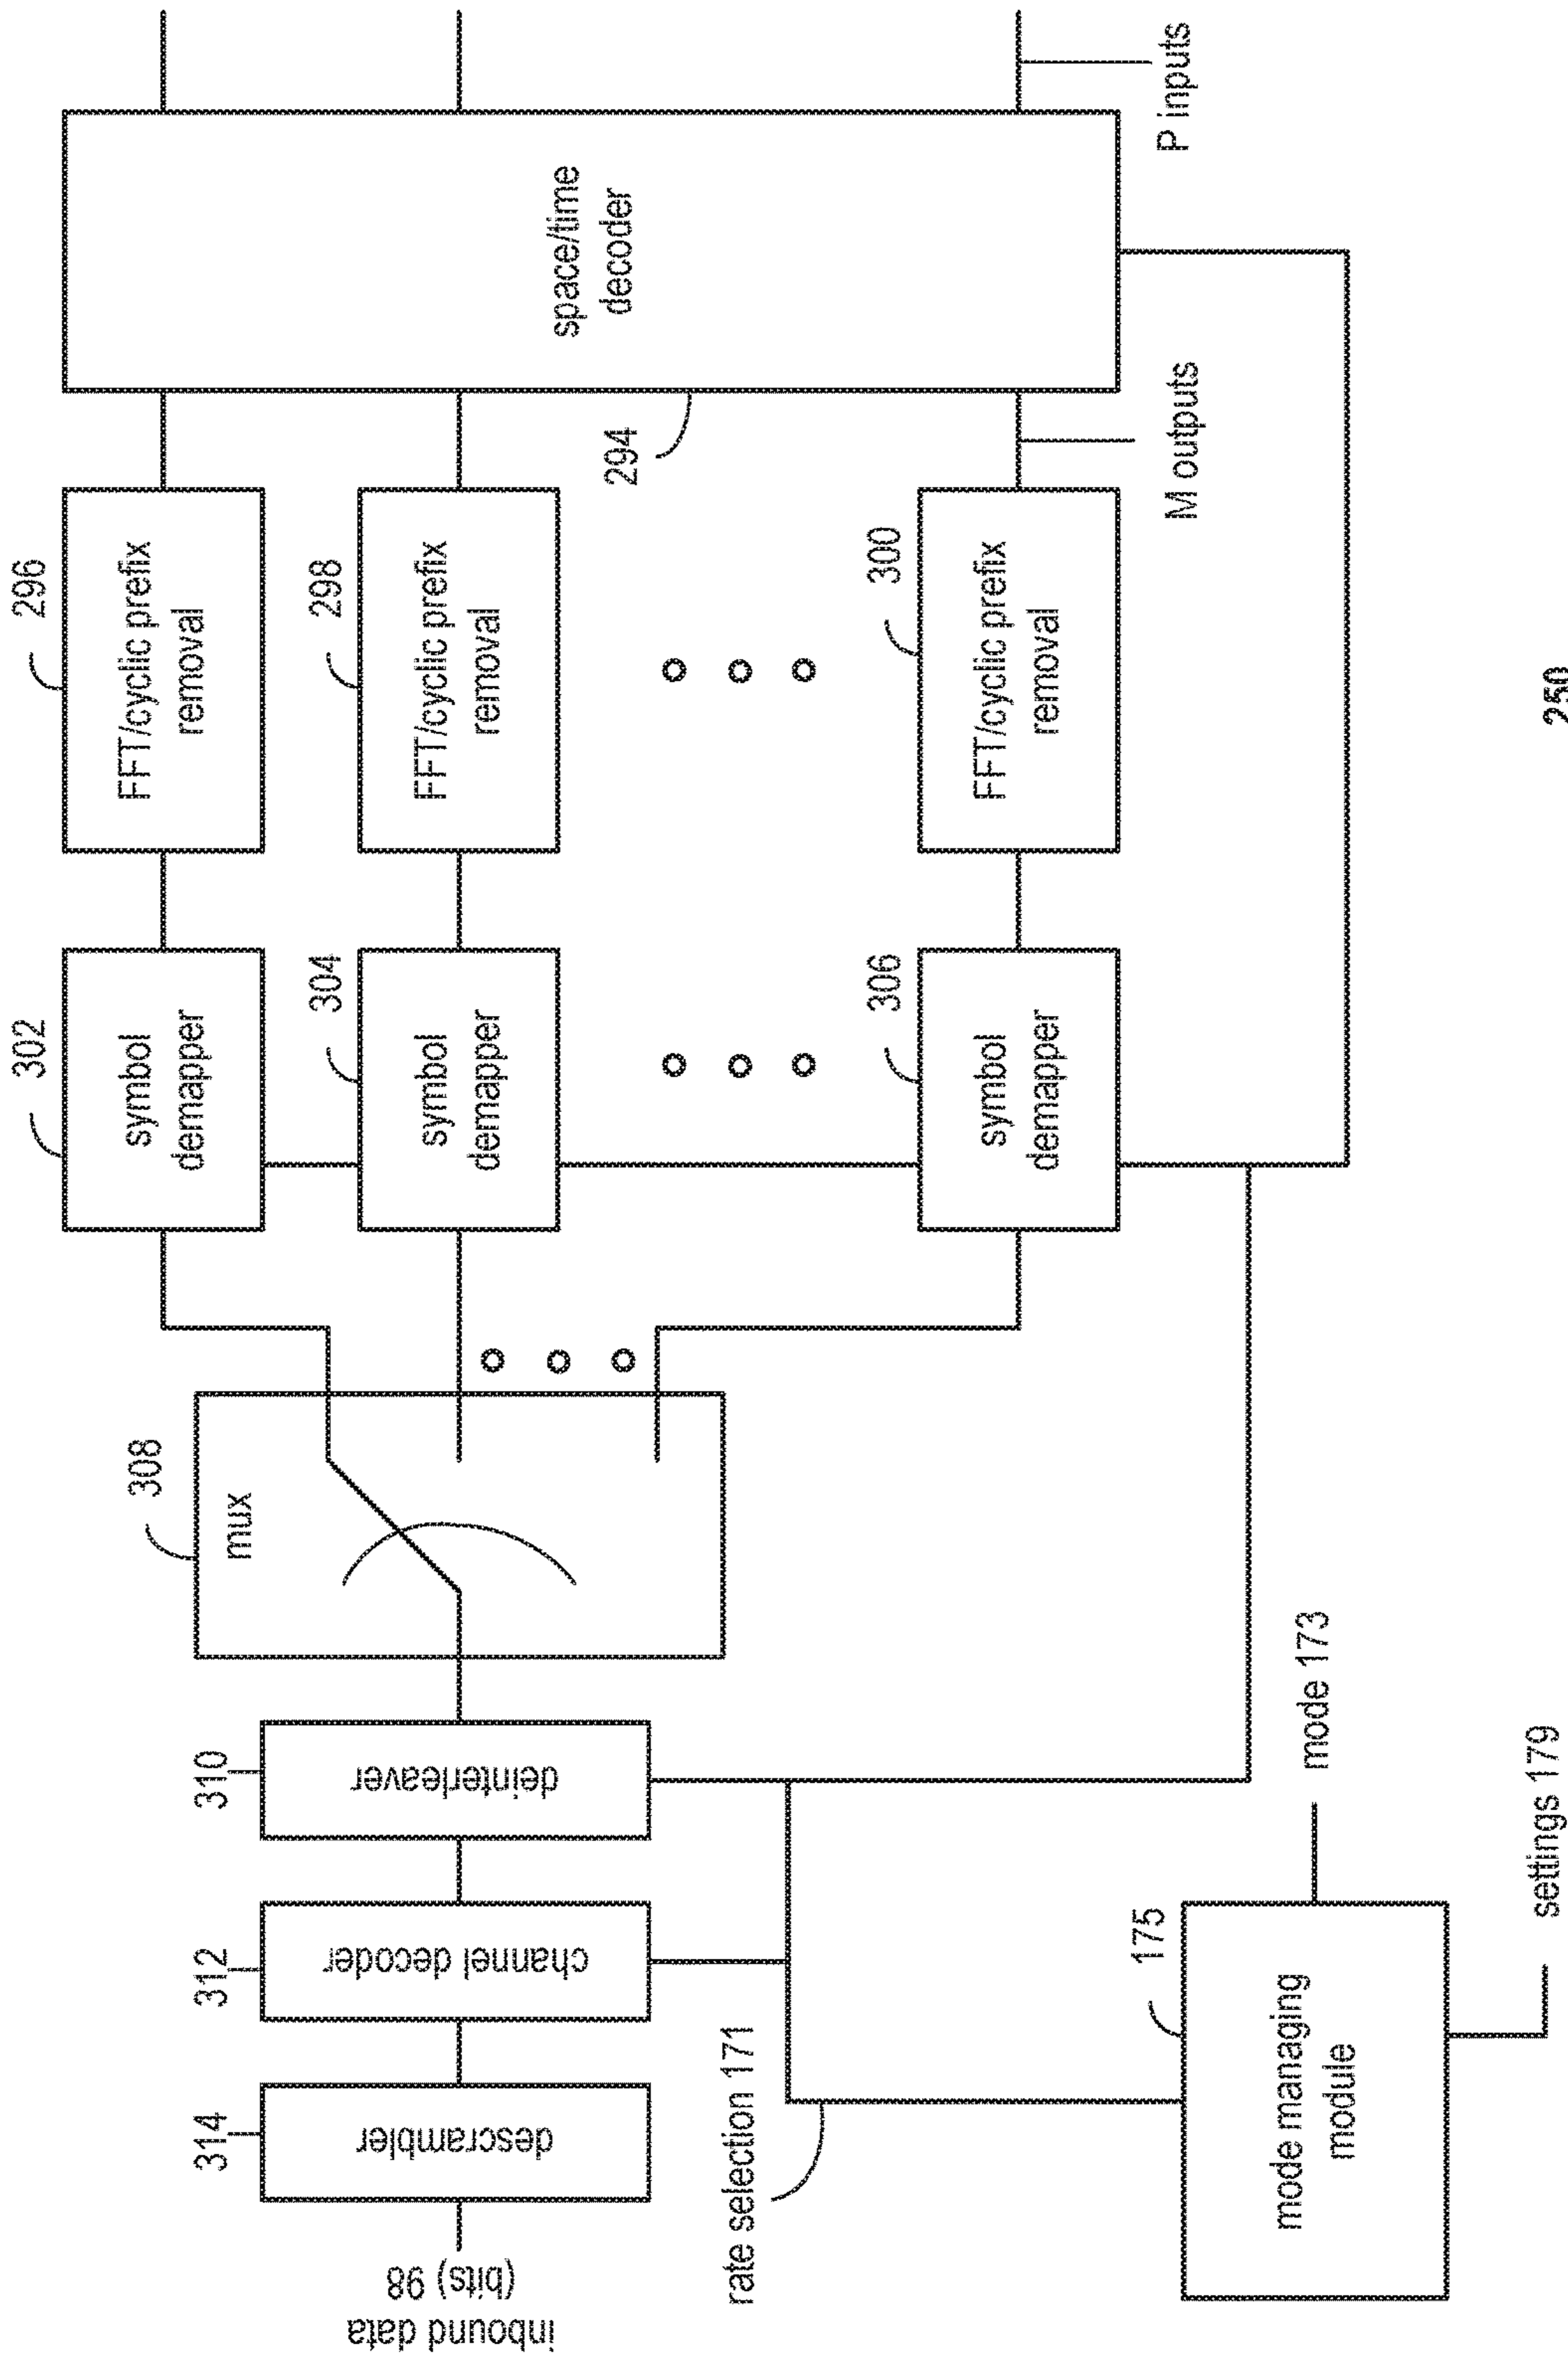 302
symbol
demapper
296
FFT/cyclic prefix
removal
304
symbol
demapper
298
FFT/cyclic prefix
removal
308
mux
314
descrambler
312
channel decoder
310
deinterleaver
inbound data
(bits) 98
294
space/time
decoder
306
symbol
demapper
300
FFT/cyclic prefix
removal
rate selection 171
M outputs
P inputs
175
mode managing
module
mode 173
settings 179
250